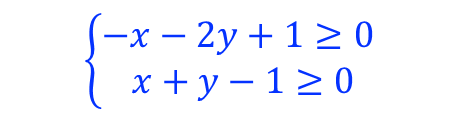 −x − 2y + 1 ≥ 0
x + y − 1 ≥ 0